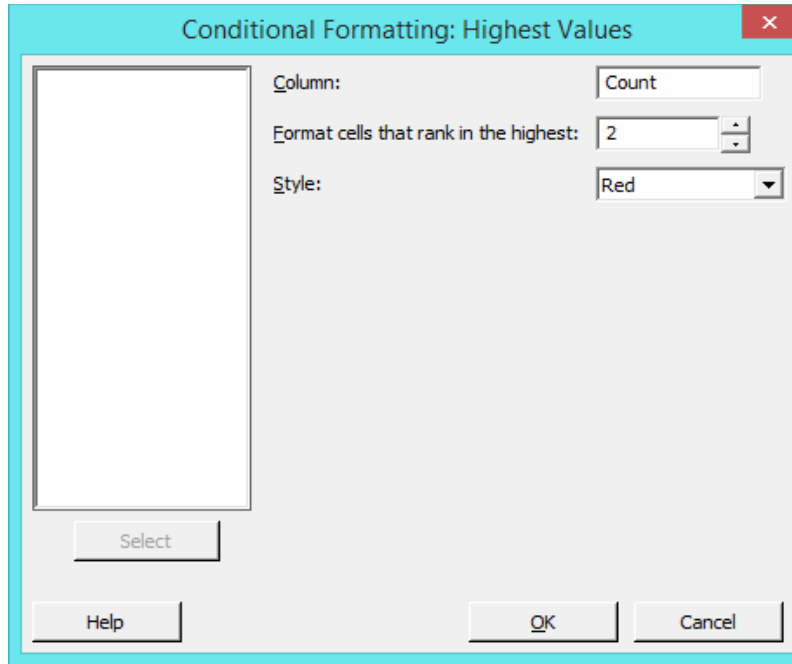 Conditional Formatting: Highest Values
Column: Count
Format cells that rank in the highest: 2
Style: Red
Select
Help OK Cancel